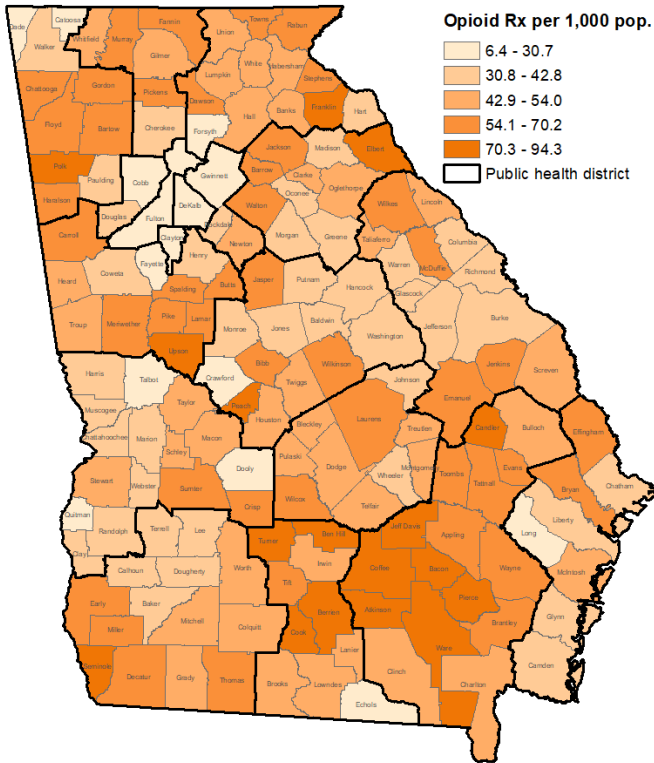 Opioid Rx per 1,000 pop.
6.4 - 30.7
30.8 - 42.8
42.9 - 54.0
54.1 - 70.2
70.3 - 94.3
Public health district
Dade
Catoosa
Walker
Whitfield
Murray
Fannin
Union
Towns
Rabun
Gilmer
White
Habersham
Lumpkin
Stephens
Chattooga
Gordon
Pickens
Dawson
Hall
Banks
Franklin
Hart
Floyd
Bartow
Cherokee
Forsyth
Jackson
Madison
Elbert
Polk
Paulding
Cobb
Gwinnett
Barrow
Clarke
Oglethorpe
Haralson
Douglas
Fulton
DeKalb
Walton
Oconee
Wilkes
Lincoln
Carroll
Clayton
Rockdale
Newton
Morgan
Greene
Taliaferro
Columbia
McDuffie
Heard
Coweta
Fayette
Henry
Warren
Richmond
Spalding
Butts
Jasper
Putnam
Hancock
Glascock
Troup
Meriwether
Pike
Lamar
Monroe
Jones
Baldwin
Washington
Jefferson
Burke
Upson
Harris
Talbot
Crawford
Bibb
Wilkinson
Jenkins
Screven
Muscogee
Taylor
Peach
Houston
Twiggs
Johnson
Emanuel
Chattahoochee
Marion
Macon
Bleckley
Laurens
Treutlen
Candler
Bulloch
Effingham
Schley
Dooly
Pulaski
Dodge
Wheeler
Montgomery
Toombs
Tattnall
Evans
Bryan
Chatham
Stewart
Webster
Sumter
Crisp
Wilcox
Telfair
Liberty
Long
Quitman
Randolph
Terrell
Lee
Turner
Ben Hill
Jeff Davis
Appling
Wayne
McIntosh
Clay
Calhoun
Dougherty
Worth
Irwin
Coffee
Bacon
Tift
Early
Baker
Mitchell
Colquitt
Berrien
Atkinson
Pierce
Brantley
Glynn
Miller
Cook
Ware
Lanier
Seminole
Decatur
Grady
Thomas
Brooks
Lowndes
Clinch
Charlton
Camden
Echols